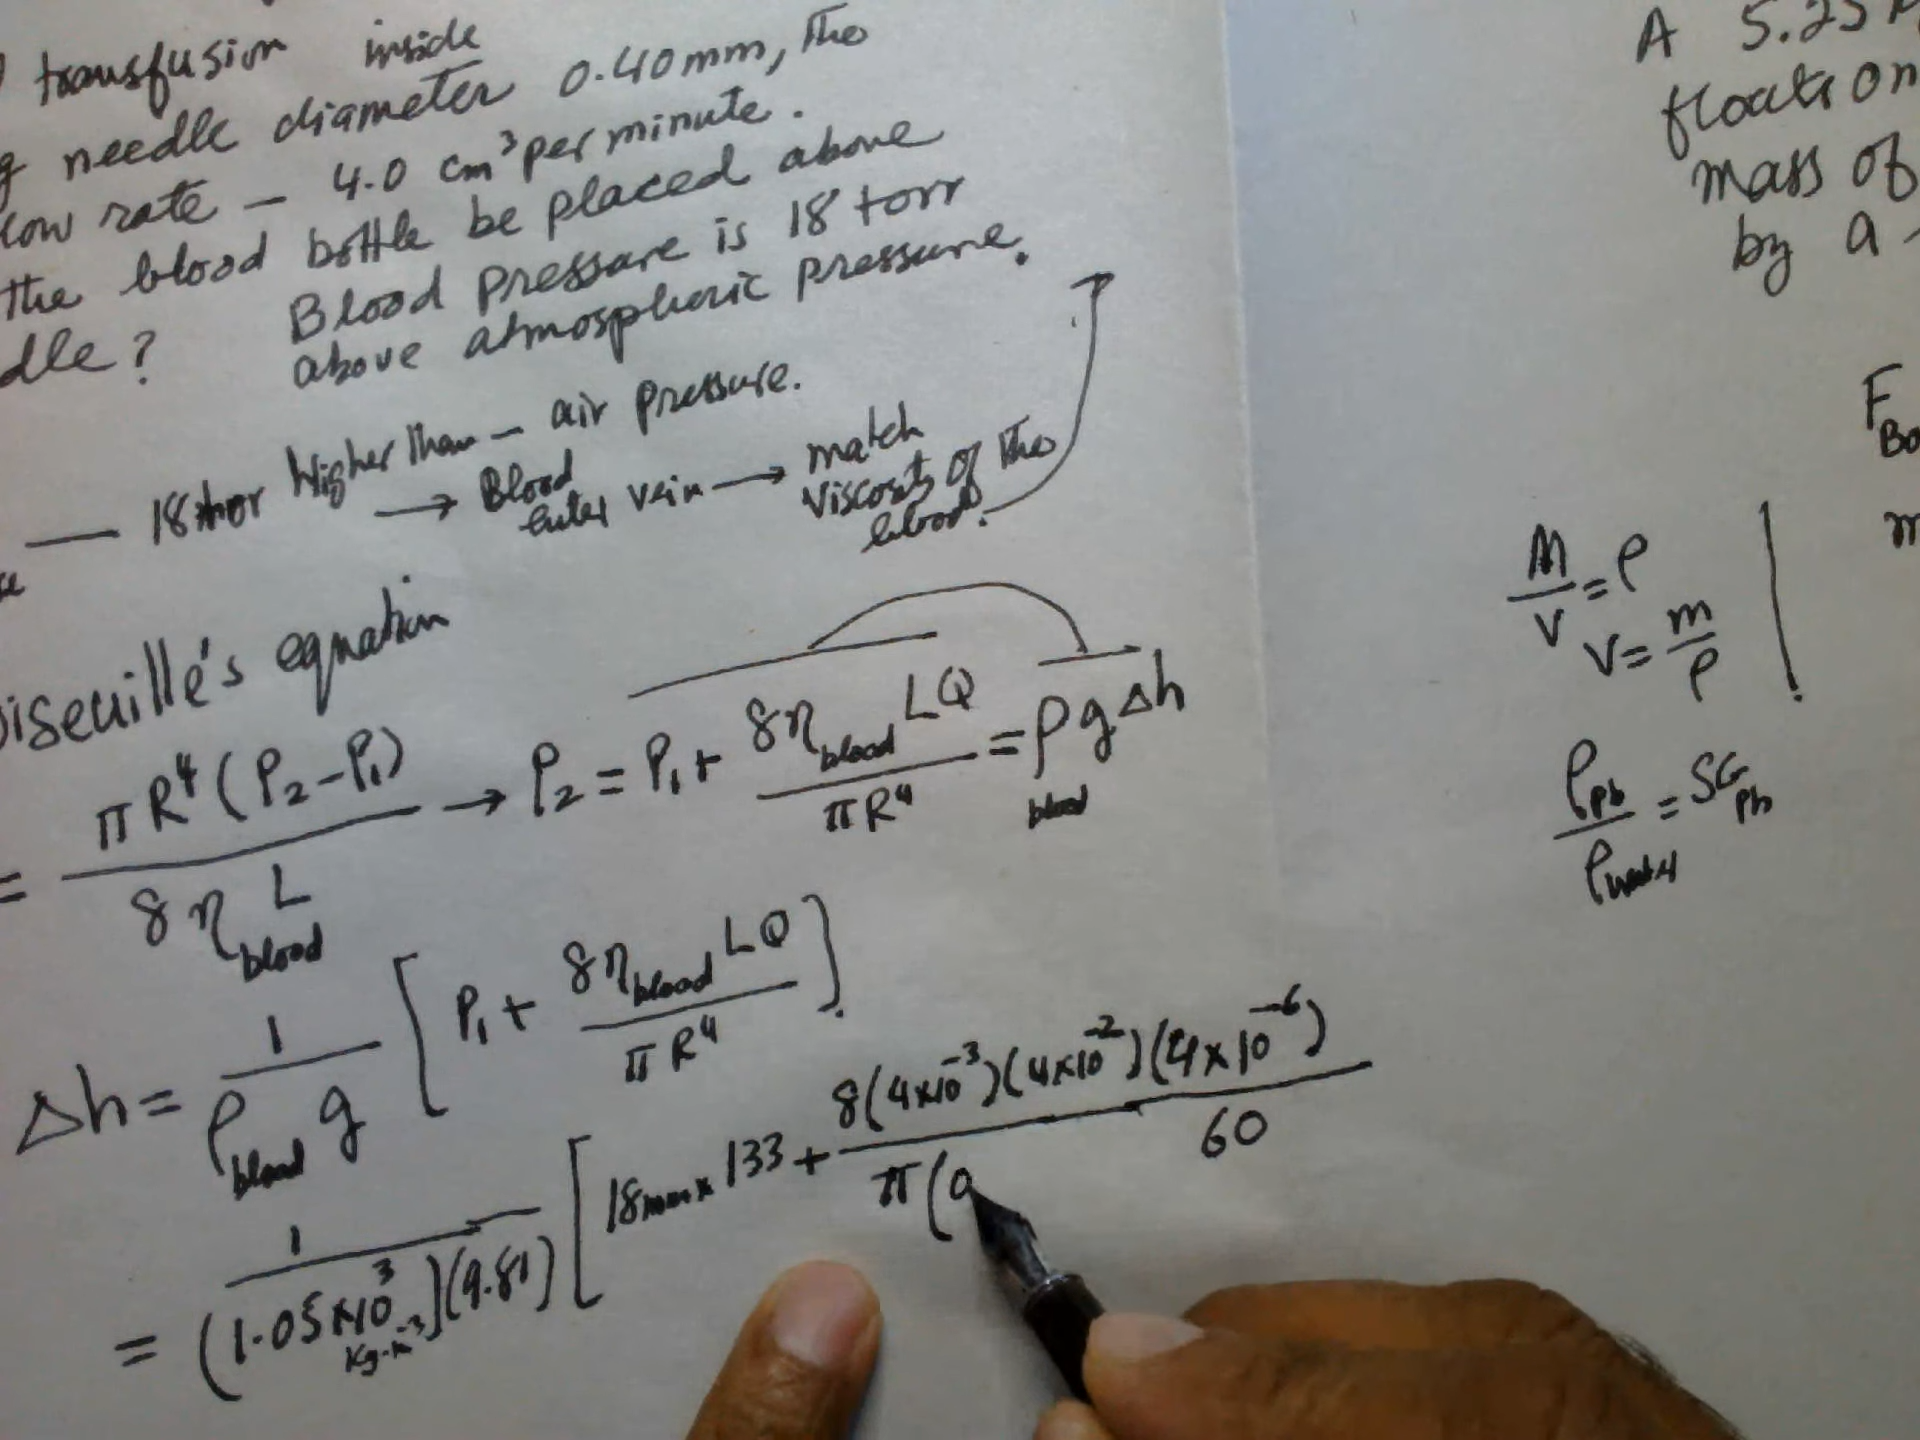 transfusion inside
needle diameter 0.40mm, the
low rate — 4.0 cm³ per minute.
the blood bottle be placed above
dle? Blood pressure is 18 torr
above atmospheric pressure.
— 18 torr Higher than — air pressure.
→ Blood enter vein → match viscosity of the blood.
oiseuille's equation
= πR⁴(P₂-P₁) / 8η_blood L → P₂ = P₁ + 8η_blood LQ / πR⁴ = ρ_blood g Δh
Δh = 1 / ρ_blood g [P₁ + 8η_blood LQ / πR⁴].
= 1 / (1.05×10³ kg·m⁻³)(9.81) [18mm × 133 + 8(4×10⁻³)(4×10⁻²)(4×10⁻⁶) / π(0 60
A 5.25
floats on
mass of
by a
F_Bo
m
M/V = ρ
V = m/ρ
ρ_pb / ρ_water = SG_pb